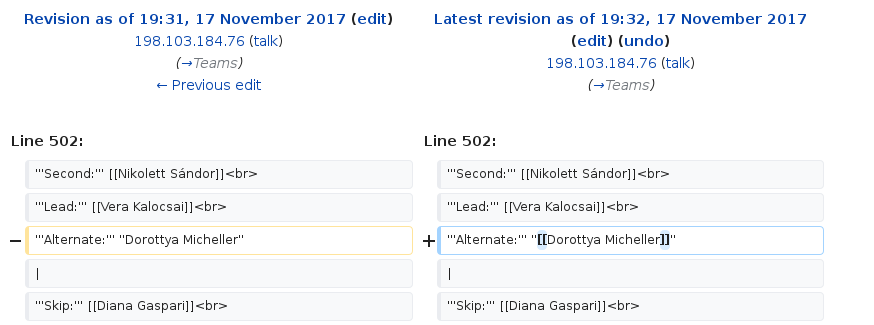 Revision as of 19:31, 17 November 2017 (edit)
198.103.184.76 (talk)
(→Teams)
← Previous edit
Latest revision as of 19:32, 17 November 2017
(edit) (undo)
198.103.184.76 (talk)
(→Teams)
Line 502:
Line 502:
'''Second:''' [[Nikolett Sándor]]<br>
'''Second:''' [[Nikolett Sándor]]<br>
'''Lead:''' [[Vera Kalocsai]]<br>
'''Lead:''' [[Vera Kalocsai]]<br>
− '''Alternate:''' ''Dorottya Micheller''
+ '''Alternate:''' ''[[Dorottya Micheller]]''
|
|
'''Skip:''' [[Diana Gaspari]]<br>
'''Skip:''' [[Diana Gaspari]]<br>